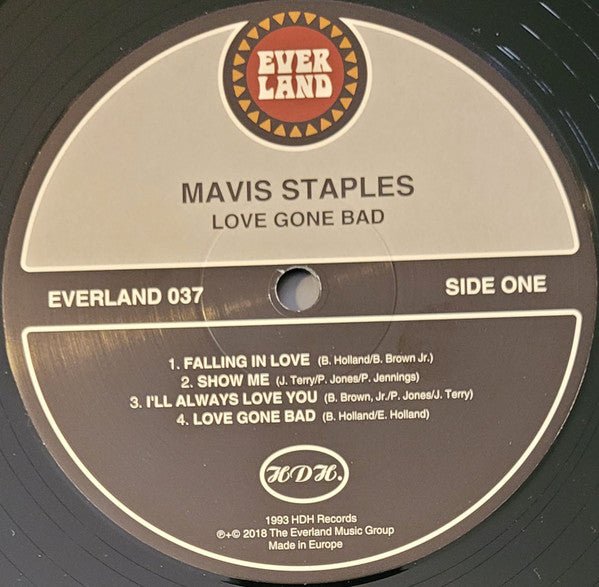 EVER
LAND
MAVIS STAPLES
LOVE GONE BAD
EVERLAND 037
SIDE ONE
1. FALLING IN LOVE (B. Holland/B. Brown Jr.)
2. SHOW ME (J. Terry/P. Jones/P. Jennings)
3. I'LL ALWAYS LOVE YOU (B. Brown, Jr./P. Jones/J. Terry)
4. LOVE GONE BAD (B. Holland/E. Holland)
HDH.
1993 HDH Records
℗+© 2018 The Everland Music Group
Made in Europe